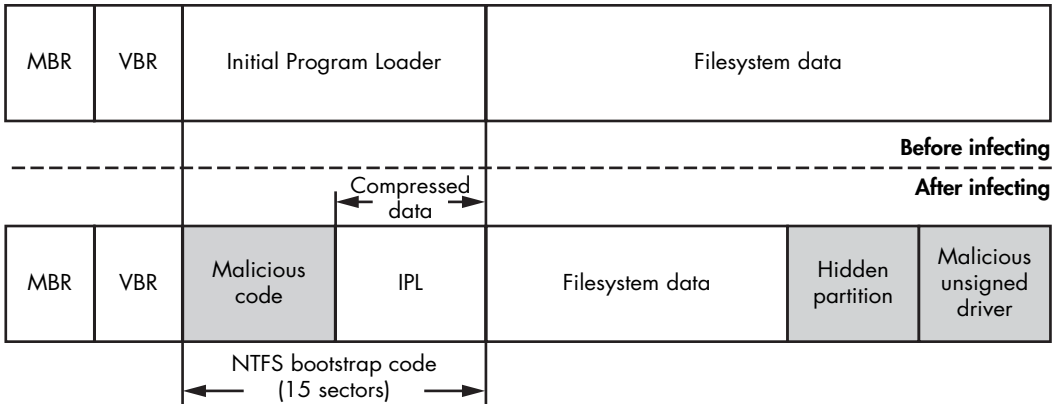 MBR
VBR
Initial Program Loader
Filesystem data
Before infecting
After infecting
Compressed
data
MBR
VBR
Malicious
code
IPL
Filesystem data
Hidden
partition
Malicious
unsigned
driver
NTFS bootstrap code
(15 sectors)